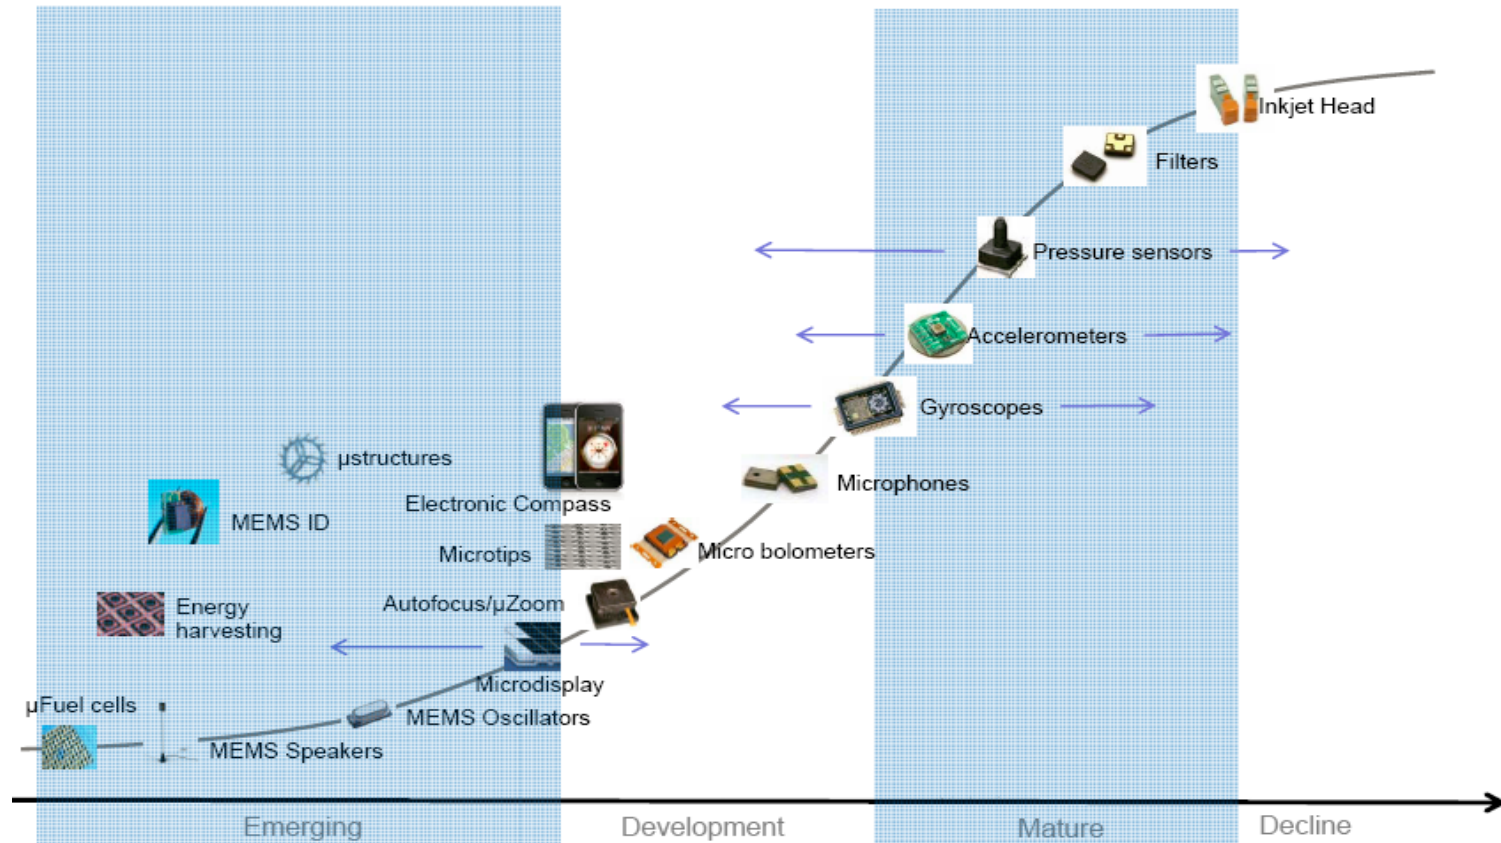 Inkjet Head
Filters
Pressure sensors
Accelerometers
Gyroscopes
µstructures
Microphones
Electronic Compass
MEMS ID
Microtips
Micro bolometers
Autofocus/µZoom
Energy
harvesting
Microdisplay
µFuel cells
MEMS Oscillators
MEMS Speakers
Emerging
Development
Mature
Decline